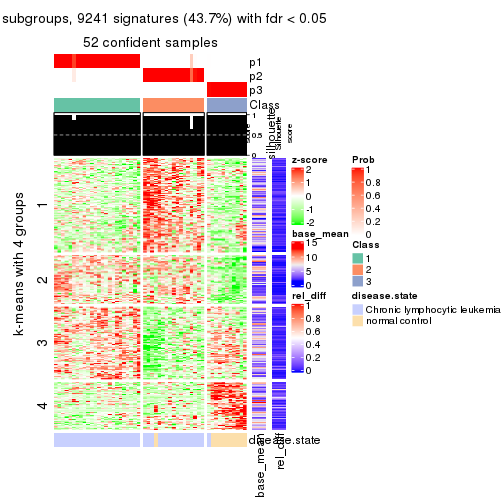 subgroups, 9241 signatures (43.7%) with fdr < 0.05
52 confident samples
p1
p2
p3
Class
1
0.5
0
silhouette
score
Silhouette
score
k-means with 4 groups
1
2
3
4
disease.state
base_mean
rel_diff
z-score
2
1
0
-1
-2
base_mean
15
10
5
0
rel_diff
1
0.8
0.6
0.4
0.2
0
Prob
1
0.8
0.6
0.4
0.2
0
Class
1
2
3
disease.state
Chronic lymphocytic leukemia
normal control